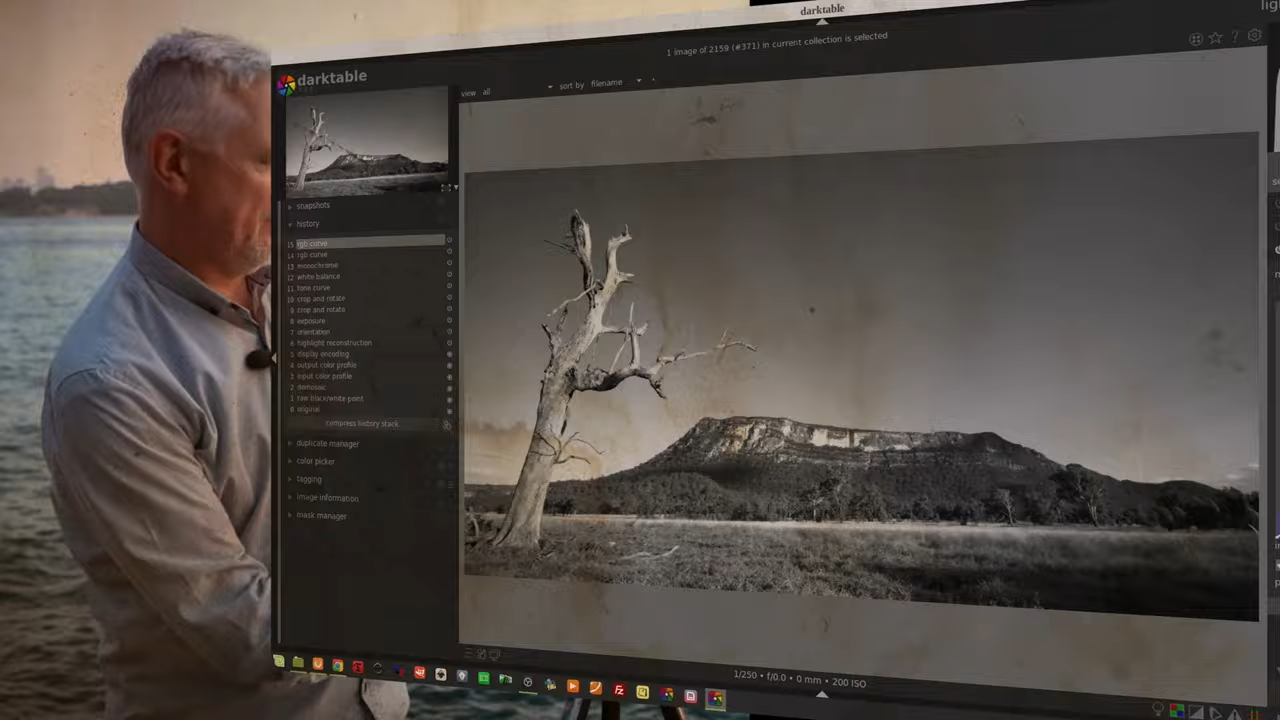 darktable
1 image of 2159 (#371) in current collection is selected
darktable
view all
sort by filename
snapshots
history
15 rgb curve
14 rgb curve
13 monochrome
12 white balance
11 tone curve
10 crop and rotate
9 crop and rotate
8 exposure
7 orientation
6 highlight reconstruction
5 display encoding
4 output color profile
3 input color profile
2 demosaic
1 raw black/white point
0 original
compress history stack
duplicate manager
color picker
tagging
image information
mask manager
1/250 • f/0.0 • 0 mm • 200 ISO